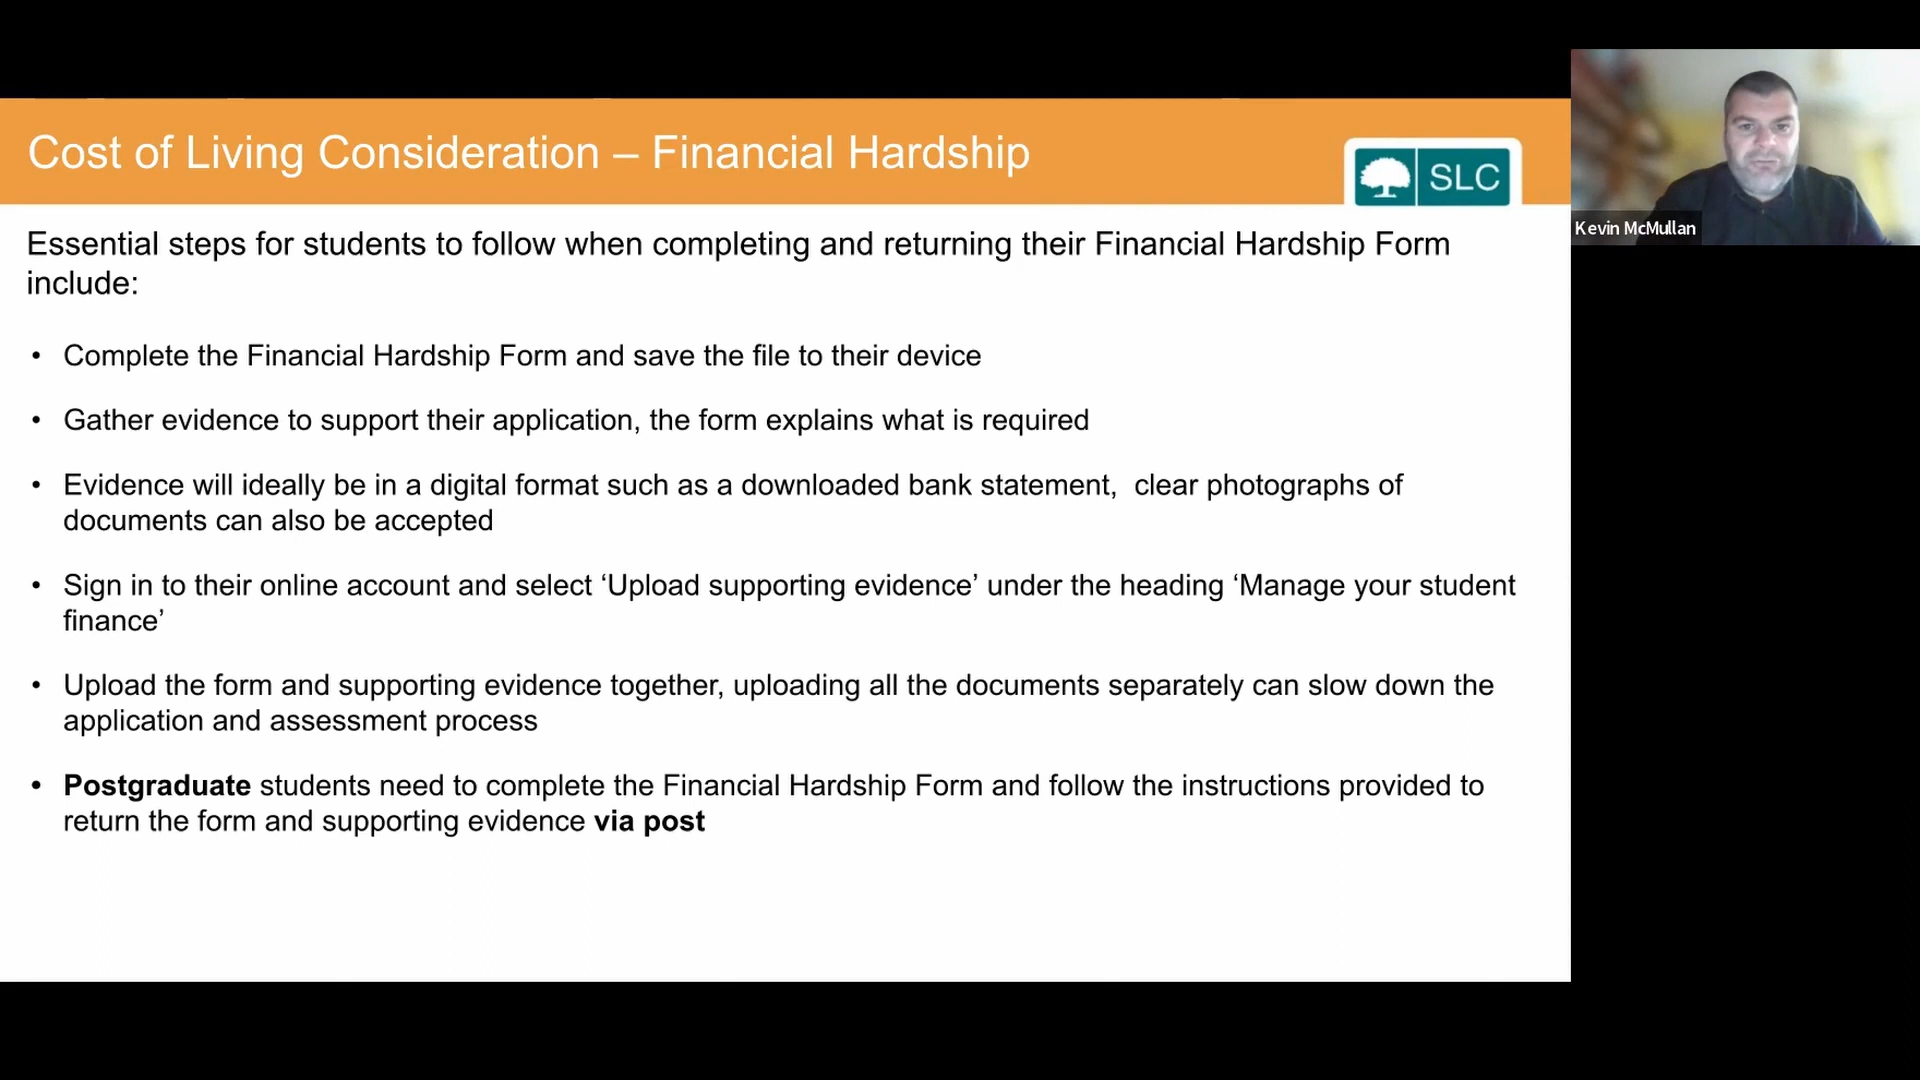 Cost of Living Consideration – Financial Hardship
SLC
Kevin McMullan
Essential steps for students to follow when completing and returning their Financial Hardship Form
include:
• Complete the Financial Hardship Form and save the file to their device
• Gather evidence to support their application, the form explains what is required
• Evidence will ideally be in a digital format such as a downloaded bank statement,  clear photographs of
documents can also be accepted
• Sign in to their online account and select ‘Upload supporting evidence’ under the heading ‘Manage your student
finance’
• Upload the form and supporting evidence together, uploading all the documents separately can slow down the
application and assessment process
• Postgraduate students need to complete the Financial Hardship Form and follow the instructions provided to
return the form and supporting evidence via post